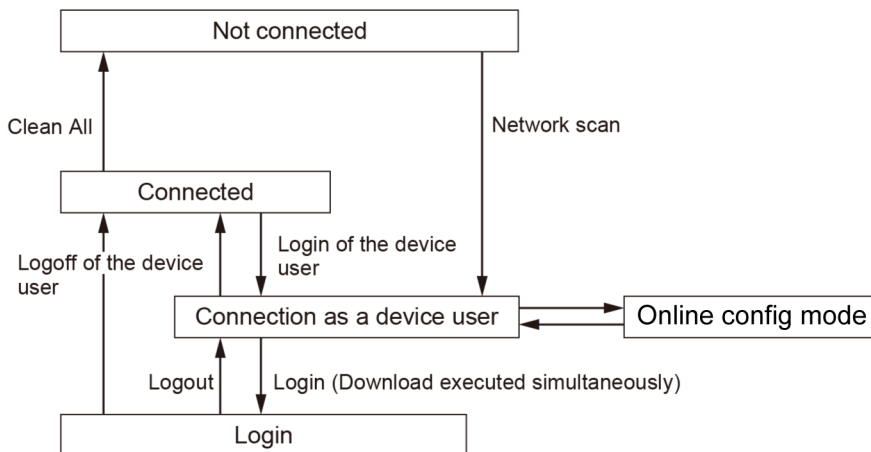 Not connected
Clean All
Network scan
Connected
Logoff of the device
user
Login of the device
user
Connection as a device user
Online config mode
Logout
Login (Download executed simultaneously)
Login